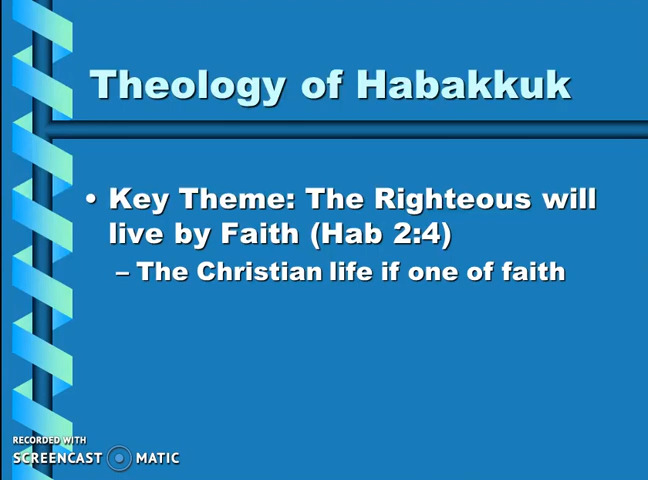 Theology of Habakkuk
• Key Theme: The Righteous will
live by Faith (Hab 2:4)
– The Christian life if one of faith
RECORDED WITH
SCREENCAST MATIC